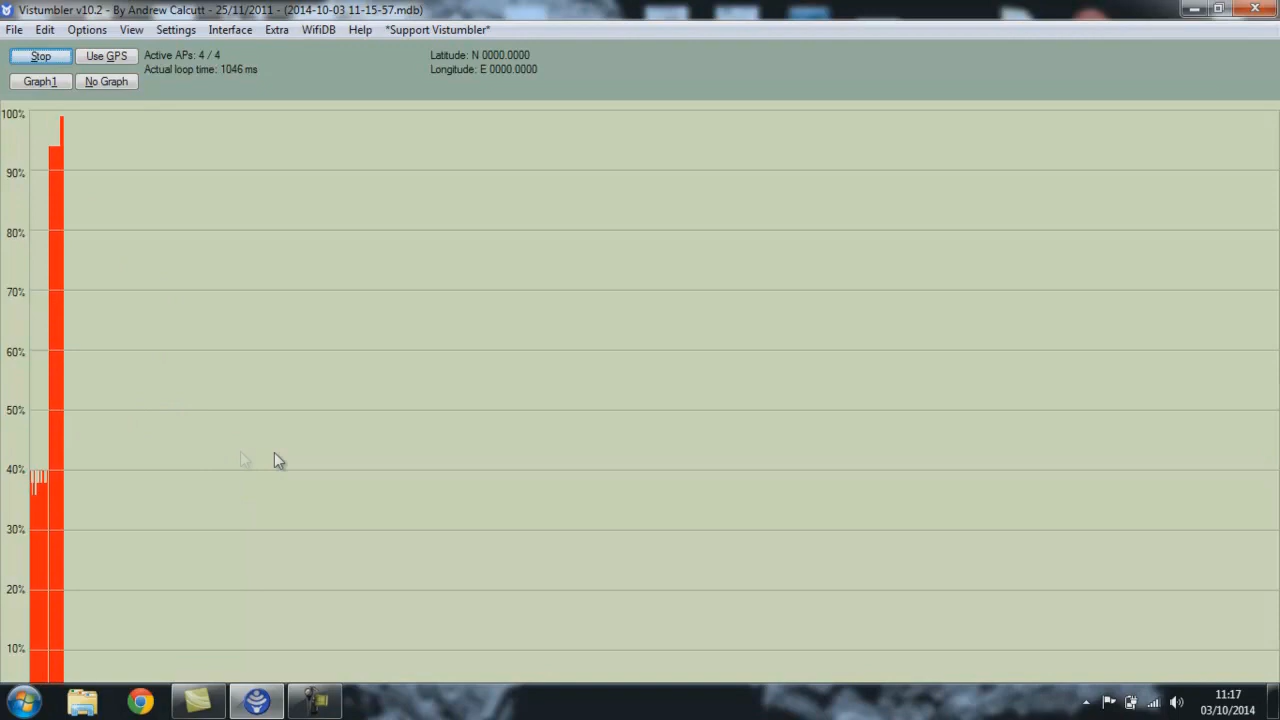 Vistumbler v10.2 - By Andrew Calcutt - 25/11/2011 - (2014-10-03 11-15-57.mdb)
File Edit Options View Settings Interface Extra WifiDB Help *Support Vistumbler*
Stop Use GPS Active APs: 4 / 4 Latitude: N 0000.0000
Actual loop time: 1046 ms Longitude: E 0000.0000
Graph1 No Graph
100%
90%
80%
70%
60%
50%
40%
30%
20%
10%
11:17
03/10/2014